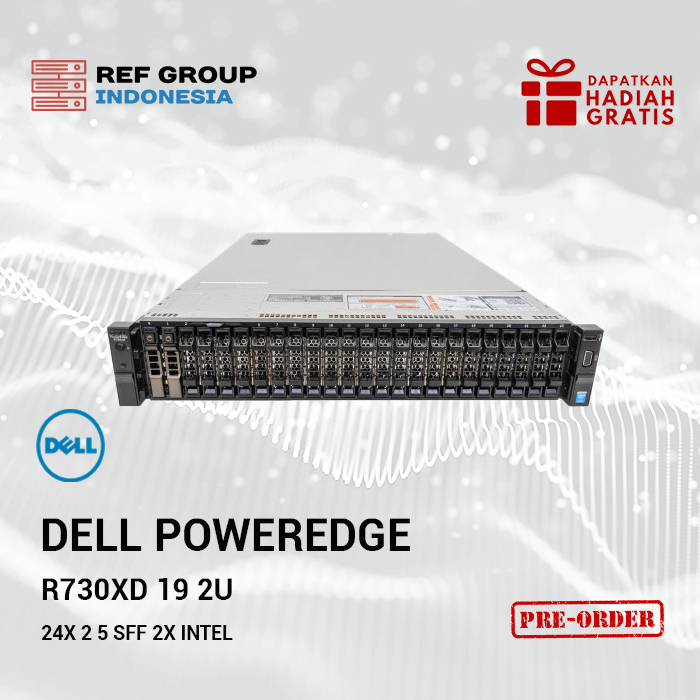 REF GROUP
INDONESIA
DAPATKAN
HADIAH
GRATIS
DELL
DELL POWEREDGE
R730XD 19 2U
24X 2 5 SFF 2X INTEL
PRE-ORDER